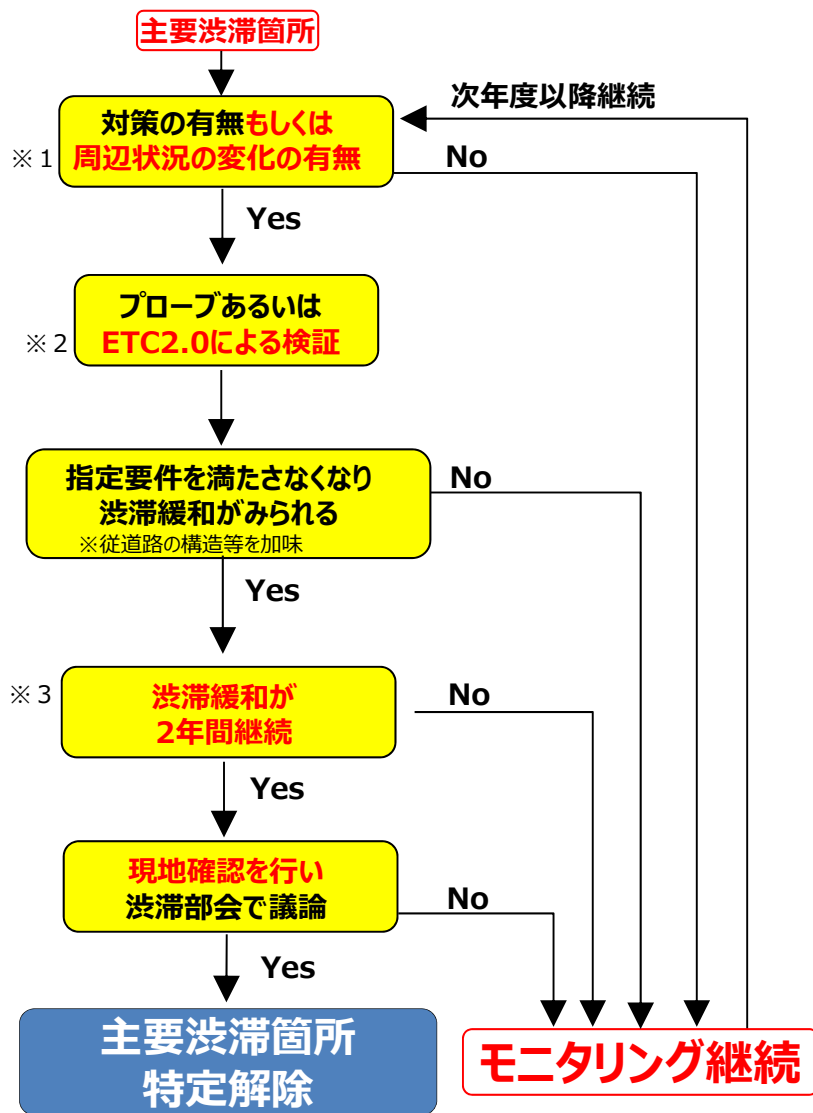 主要渋滞箇所
次年度以降継続
対策の有無もしくは
周辺状況の変化の有無
※1
No
Yes
プローブあるいは
ETC2.0による検証
※2
指定要件を満たさなくなり
渋滞緩和がみられる
※従道路の構造等を加味
No
Yes
※3
渋滞緩和が
2年間継続
No
Yes
現地確認を行い
渋滞部会で議論
No
Yes
主要渋滞箇所
特定解除
モニタリング継続